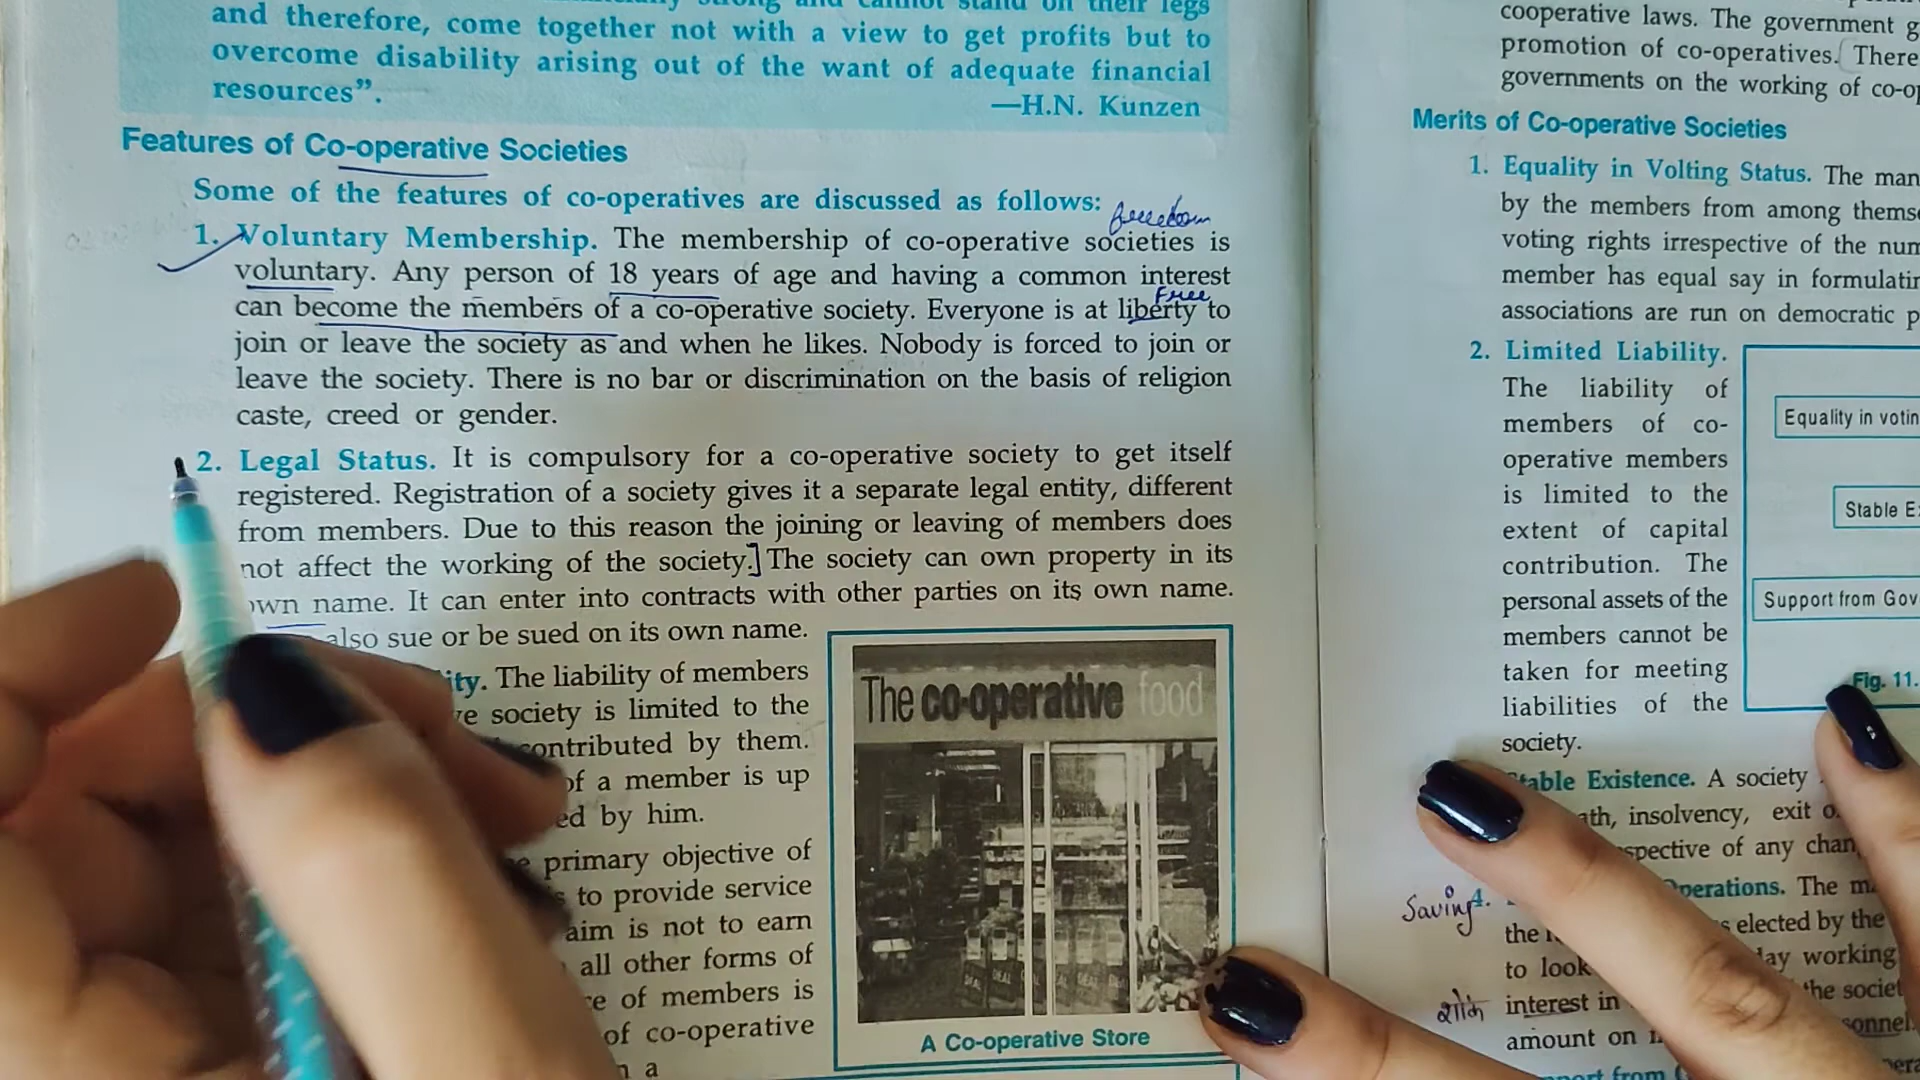 and therefore, come together not with a view to get profits but to
overcome disability arising out of the want of adequate financial
resources”.
—H.N. Kunzen
Features of Co-operative Societies
Some of the features of co-operatives are discussed as follows:
freedom
1. Voluntary Membership. The membership of co-operative societies is
voluntary. Any person of 18 years of age and having a common interest
Free
can become the members of a co-operative society. Everyone is at liberty to
join or leave the society as and when he likes. Nobody is forced to join or
leave the society. There is no bar or discrimination on the basis of religion
caste, creed or gender.
2. Legal Status. It is compulsory for a co-operative society to get itself
registered. Registration of a society gives it a separate legal entity, different
from members. Due to this reason the joining or leaving of members does
not affect the working of the society.] The society can own property in its
own name. It can enter into contracts with other parties on its own name.
also sue or be sued on its own name.
The liability of members
society is limited to the
contributed by them.
of a member is up
by him.
primary objective of
to provide service
aim is not to earn
all other forms of
of members is
of co-operative
a
The co-operative food
A Co-operative Store
cooperative laws. The government
promotion of co-operatives. There
governments on the working of
Merits of Co-operative Societies
1. Equality in Volting Status. The
by the members from among
voting rights irrespective of the
member has equal say in
associations are run on democratic
2. Limited Liability.
The liability of
members of co-
operative members
is limited to the
extent of capital
contribution. The
personal assets of the
members cannot be
taken for meeting
liabilities of the
society.
Equality in
Stable
Support from
Fig. 11.
Stable Existence. A society
insolvency, exit
of any
Saving
4.
Operations. The
the
elected by the
to look
working
interest in
the
amount on
from